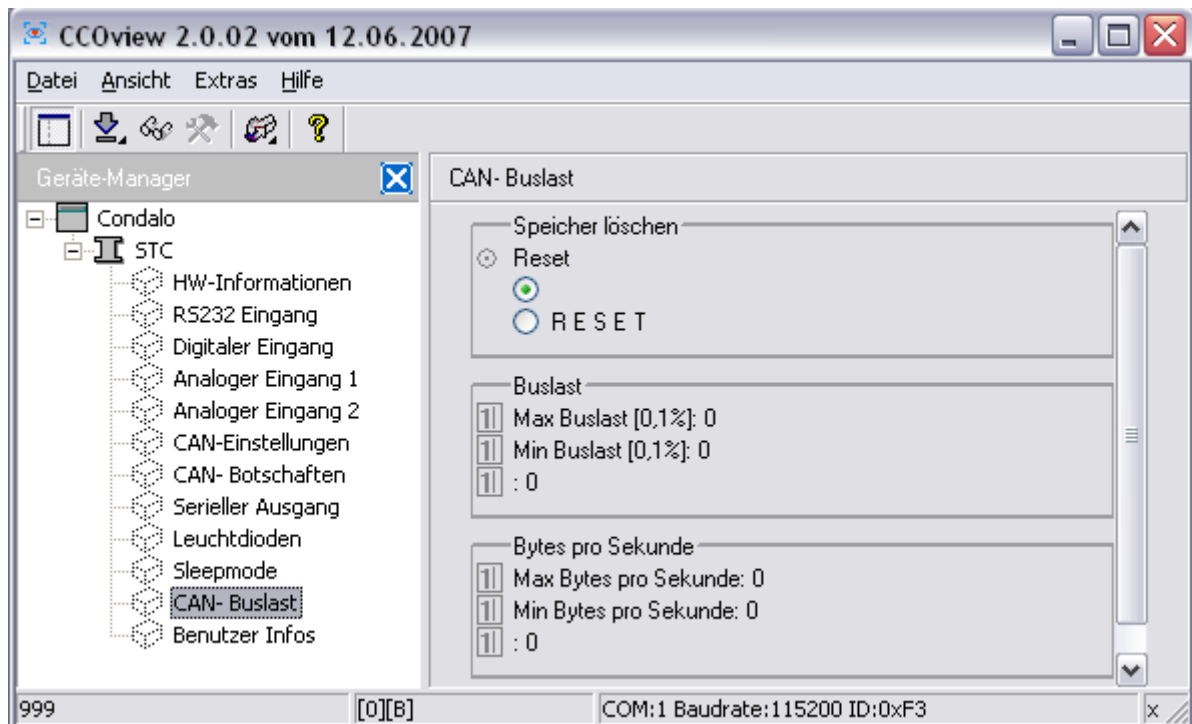 CCOview 2.0.02 vom 12.06.2007
Datei Ansicht Extras Hilfe
Geräte-Manager
Condalo
STC
HW-Informationen
RS232 Eingang
Digitaler Eingang
Analoger Eingang 1
Analoger Eingang 2
CAN-Einstellungen
CAN- Botschaften
Serieller Ausgang
Leuchtdioden
Sleepmode
CAN- Buslast
Benutzer Infos
CAN- Buslast
Speicher löschen
Reset
R E S E T
Buslast
Max Buslast [0,1%]: 0
Min Buslast [0,1%]: 0
: 0
Bytes pro Sekunde
Max Bytes pro Sekunde: 0
Min Bytes pro Sekunde: 0
: 0
999 [0][B] COM:1 Baudrate:115200 ID:0xF3 x